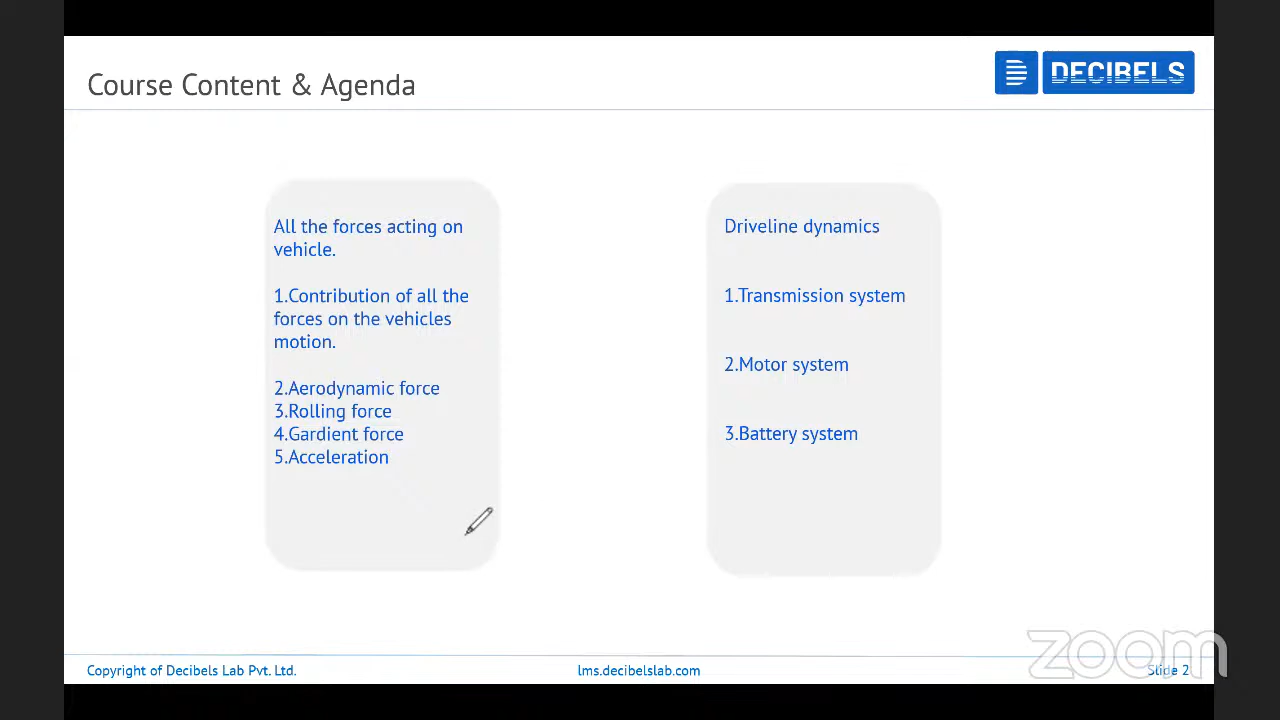 Course Content & Agenda
DECIBELS
All the forces acting on
vehicle.
1.Contribution of all the
forces on the vehicles
motion.
2.Aerodynamic force
3.Rolling force
4.Gardient force
5.Acceleration
Driveline dynamics
1.Transmission system
2.Motor system
3.Battery system
Copyright of Decibels Lab Pvt. Ltd.
lms.decibelslab.com
Slide 2
zoom